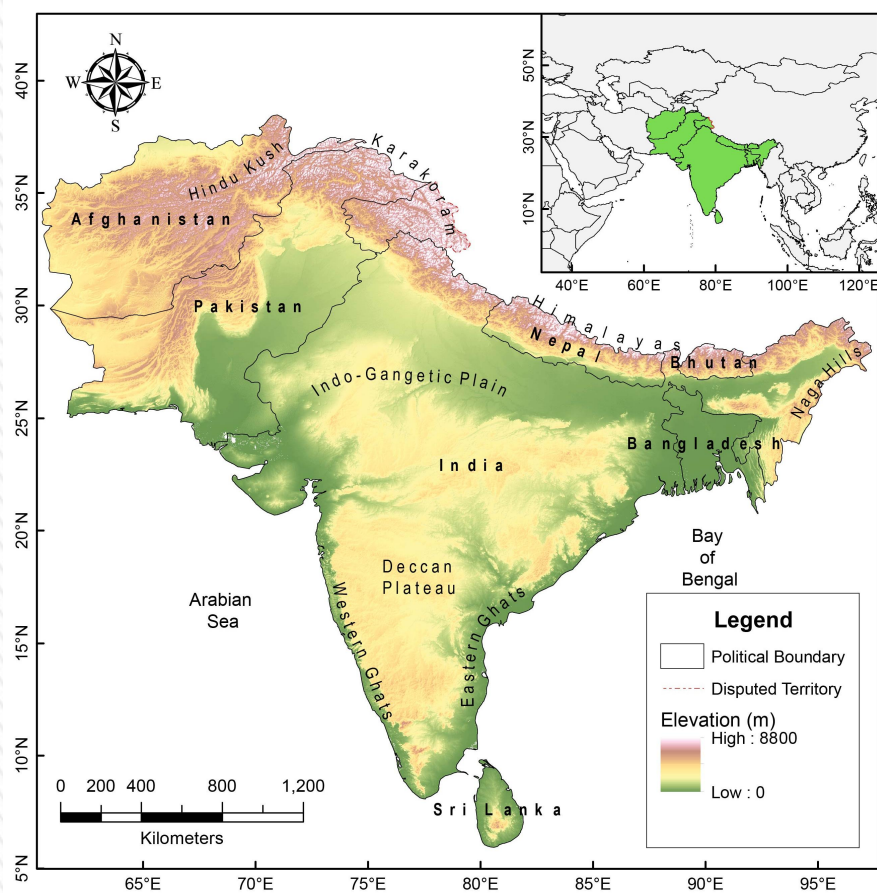 N
W E
S
40°N
35°N
30°N
25°N
20°N
15°N
10°N
5°N
50°N
30°N
10°N
40°E 60°E 80°E 100°E 120°E
Hindu Kush
Karakoram
Afghanistan
Pakistan
Himalayas
Nepal
Bhutan
Naga Hills
Indo-Gangetic Plain
Bangladesh
India
Bay
of
Bengal
Deccan
Plateau
Arabian
Sea
Western Ghats
Eastern Ghats
Sri Lanka
Legend
Political Boundary
Disputed Territory
Elevation (m)
High : 8800
Low : 0
0 200 400 800 1,200
Kilometers
65°E 70°E 75°E 80°E 85°E 90°E 95°E